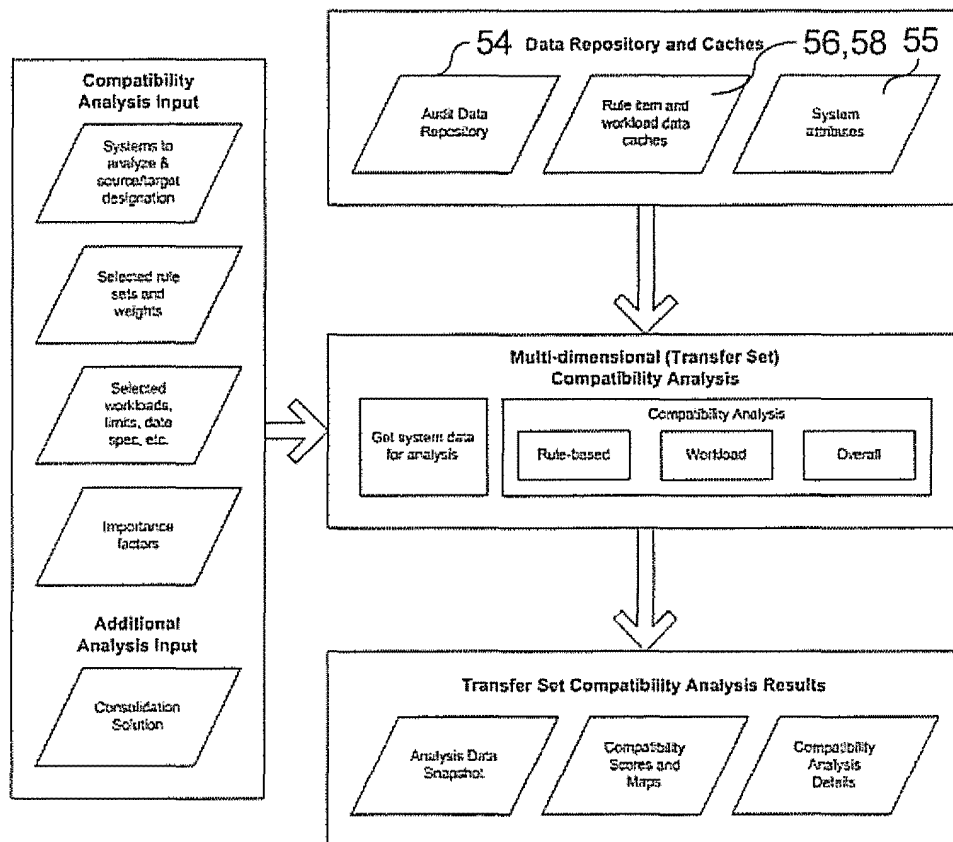 Compatibility
Analysis Input
Systems to
analyze &
source/target
designation
Selected rule
sets and
weights
Selected
workloads,
limits, date
spec, etc.
Importance
factors
Additional
Analysis Input
Consolidation
Solution
54 Data Repository and Caches 56,58 55
Audit Data
Repository
Rule item and
workload data
caches
System
attributes
Multi-dimensional (Transfer Set)
Compatibility Analysis
Get system data
for analysis
Compatibility Analysis
Rule-based
Workload
Overall
Transfer Set Compatibility Analysis Results
Analysis Data
Snapshot
Compatibility
Scores and
Maps
Compatibility
Analysis
Details